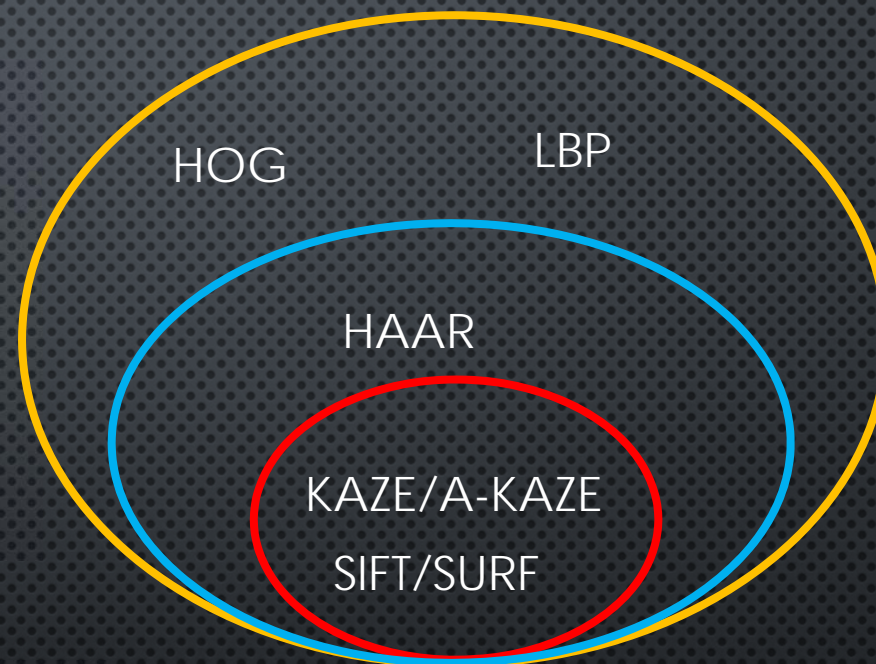 HOG
LBP
HAAR
KAZE/A-KAZE
SIFT/SURF